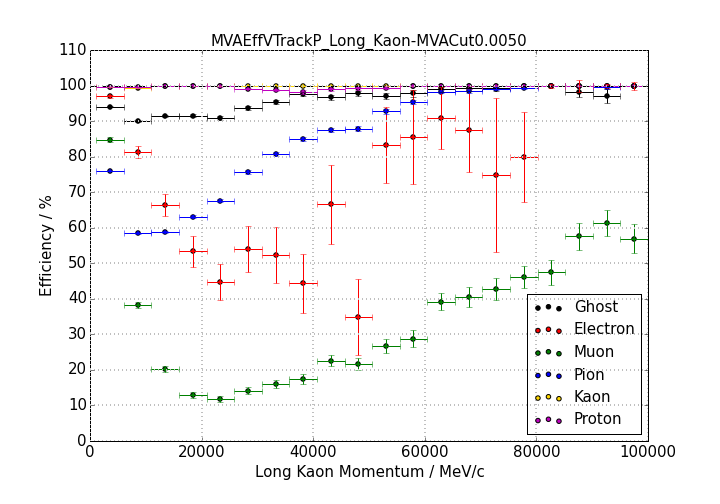 MVAEffVTrackP_Long_Kaon-MVACut0.0050
110
100
90
80
70
60
50
40
30
20
10
0
Efficiency / %
Ghost
Electron
Muon
Pion
Kaon
Proton
0 20000 40000 60000 80000 100000
Long Kaon Momentum / MeV/c